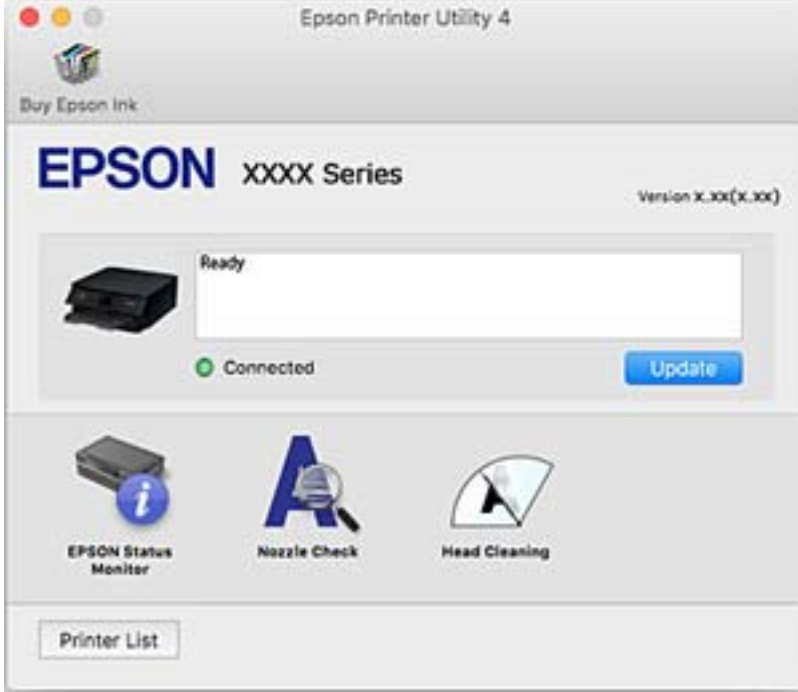 Epson Printer Utility 4
Buy Epson Ink
EPSON XXXX Series
Version x.xx(x.xx)
Ready
Connected
Update
EPSON Status
Monitor
Nozzle Check
Head Cleaning
Printer List